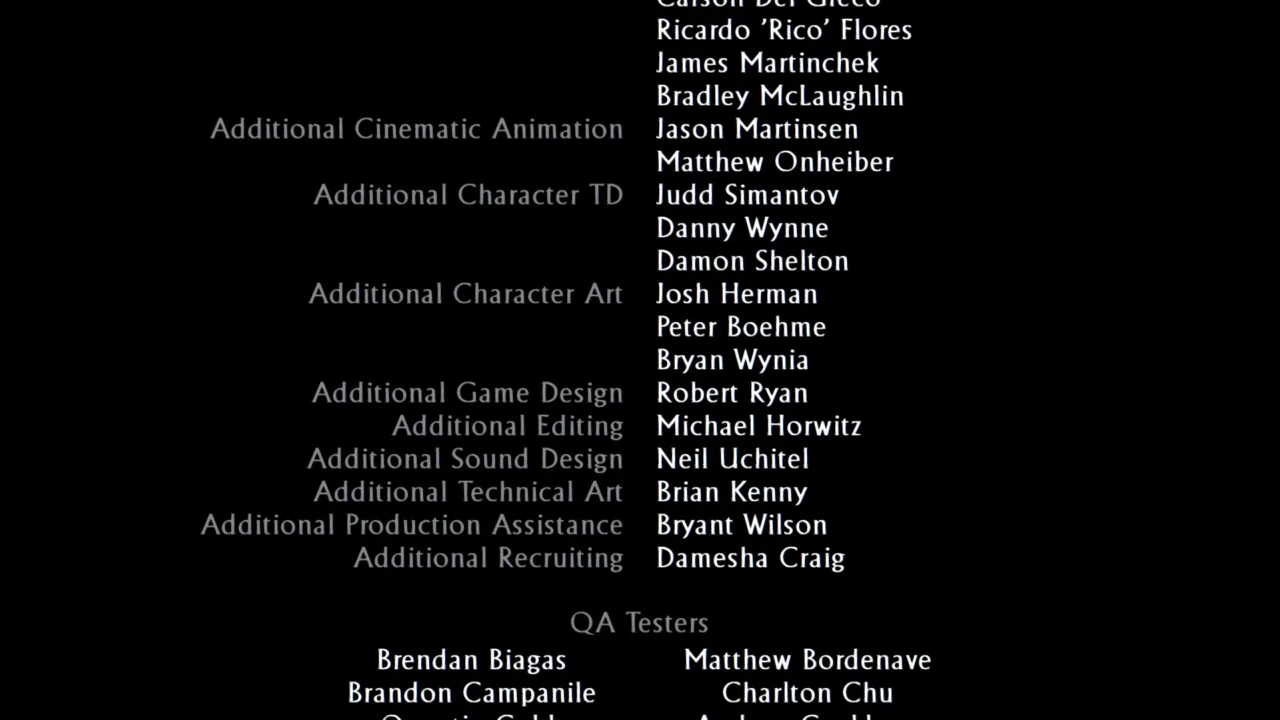 Ricardo 'Rico' Flores
James Martinchek
Bradley McLaughlin
Additional Cinematic Animation Jason Martinsen
Matthew Onheiber
Additional Character TD Judd Simantov
Danny Wynne
Damon Shelton
Additional Character Art Josh Herman
Peter Boehme
Bryan Wynia
Additional Game Design Robert Ryan
Additional Editing Michael Horwitz
Additional Sound Design Neil Uchitel
Additional Technical Art Brian Kenny
Additional Production Assistance Bryant Wilson
Additional Recruiting Damesha Craig
QA Testers
Brendan Biagas Matthew Bordenave
Brandon Campanile Charlton Chu